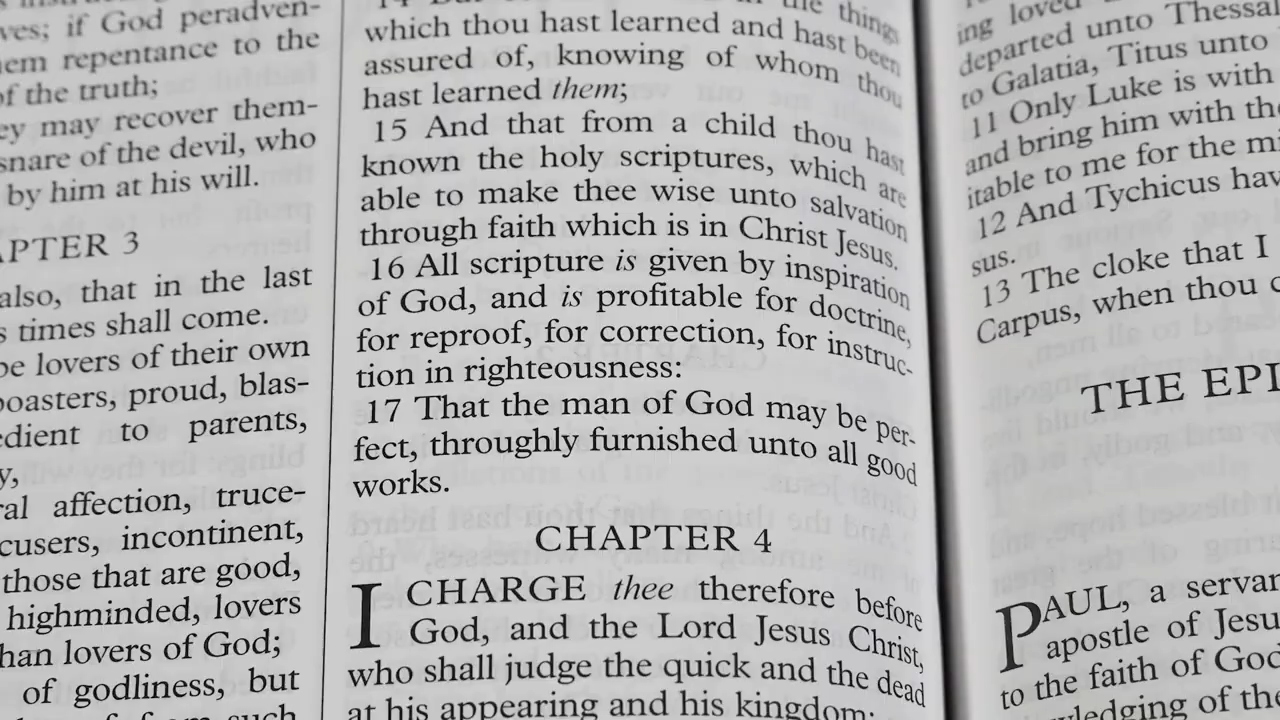 ves; if God peradven-
em repentance to the
of the truth;
ey may recover them-
snare of the devil, who
by him at his will.
APTER 3
also, that in the last
s times shall come.
be lovers of their own
boasters, proud, blas-
edient to parents,
y,
ral affection, truce-
cusers, incontinent,
those that are good,
highminded, lovers
han lovers of God;
of godliness, but
such
the things
which thou hast learned and hast been
assured of, knowing of whom thou
hast learned them;
15 And that from a child thou hast
known the holy scriptures, which are
able to make thee wise unto salvation
through faith which is in Christ Jesus.
16 All scripture is given by inspiration
of God, and is profitable for doctrine,
for reproof, for correction, for instruc-
tion in righteousness:
17 That the man of God may be per-
fect, throughly furnished unto all good
works.
CHAPTER 4
I CHARGE thee therefore before
God, and the Lord Jesus Christ,
who shall judge the quick and the dead
at his appearing and his kingdom;
ing loved
departed unto Thessal
to Galatia, Titus unto
11 Only Luke is with
and bring him with the
itable to me for the mi
12 And Tychicus hav
sus.
13 The cloke that I
Carpus, when thou c
THE EPI
PAUL, a servan
apostle of Jesu
to the faith of God
wledging of the